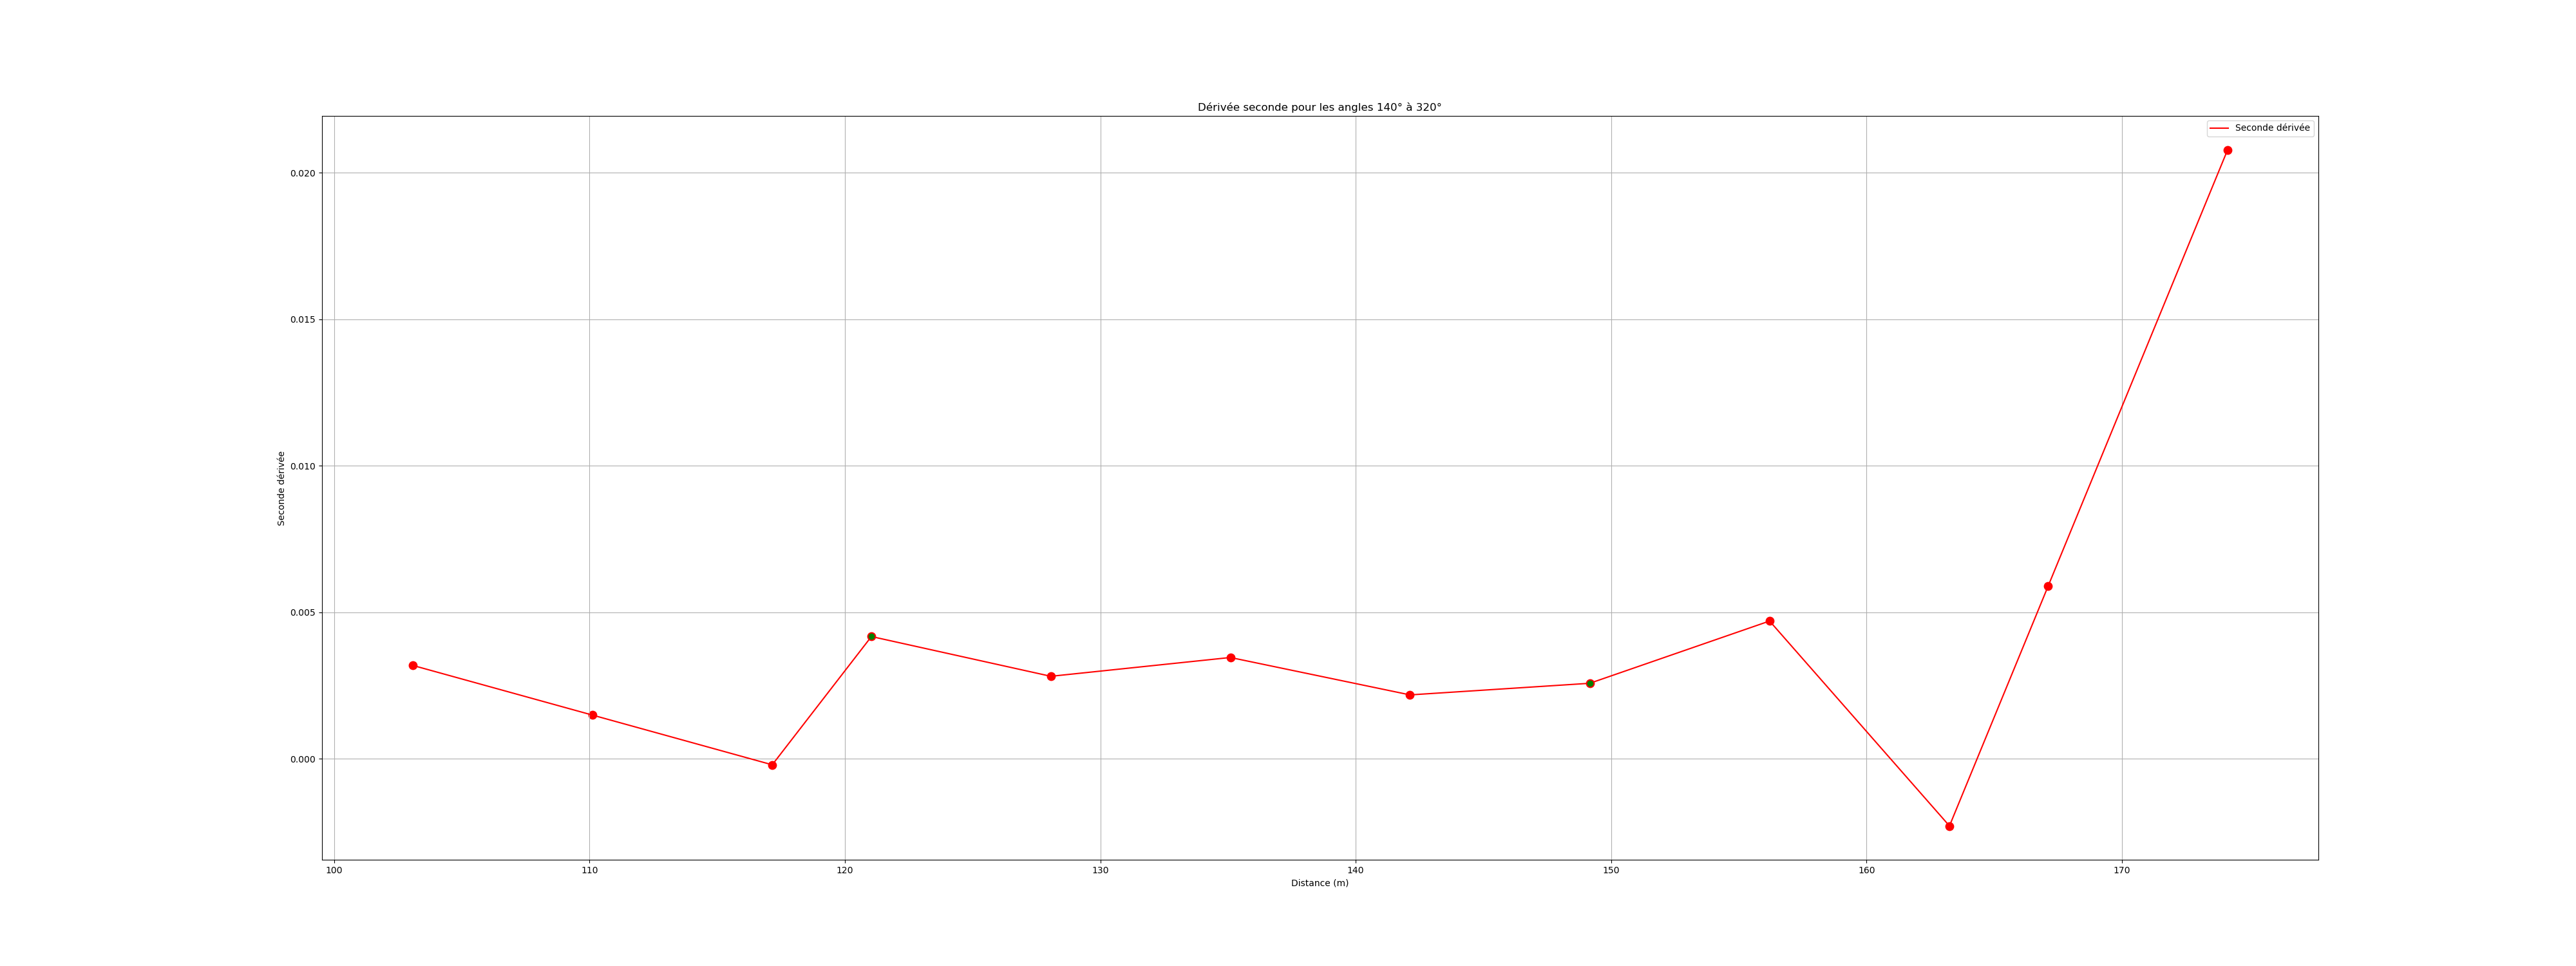 Dérivée seconde pour les angles 140° à 320°
Seconde dérivée
0.020
0.015
0.010
0.005
0.000
Seconde dérivée
100 110 120 130 140 150 160 170
Distance (m)